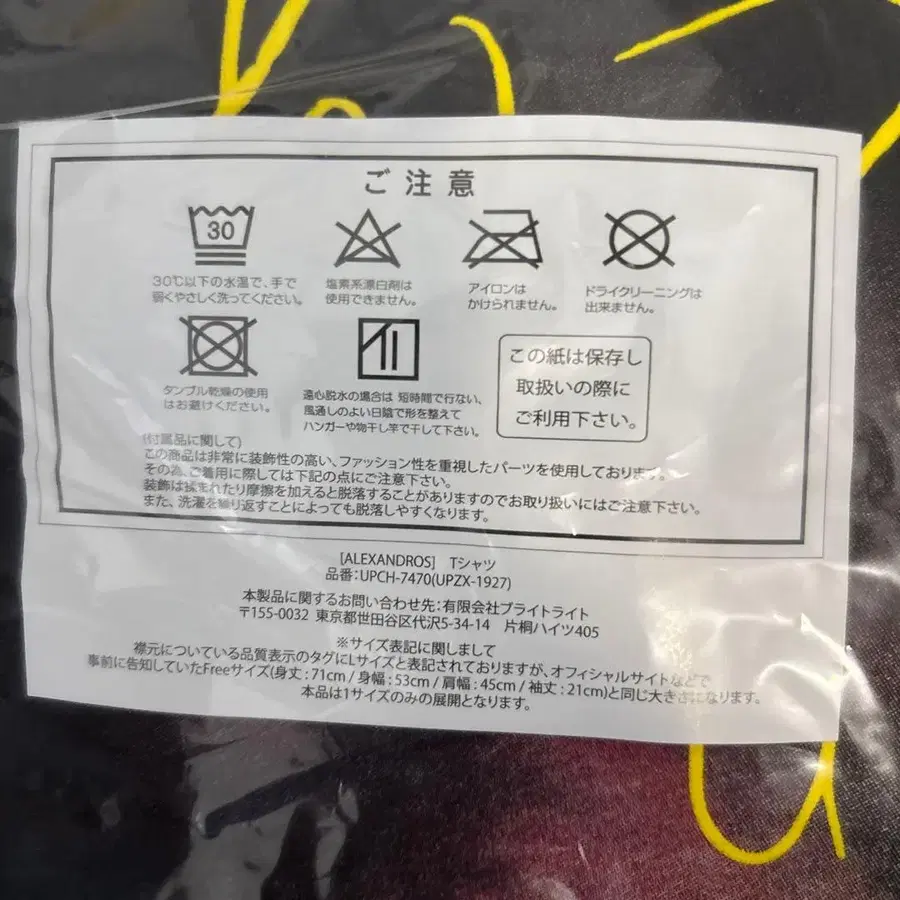 ご注意
30
30℃以下の水温で、手で
弱くやさしく洗ってください。
塩素系漂白剤は
使用できません。
アイロンは
かけられません。
ドライクリーニングは
出来ません。
タンブル乾燥の使用
はお避けください。
遠心脱水の場合は 短時間で行ない、
風通しのよい日陰で形を整えて
ハンガーや物干し竿で干して下さい。
この紙は保存し
取扱いの際に
ご利用下さい。
(付属品に関して)
この商品は非常に装飾性の高い、ファッション性を重視したパーツを使用しております。
その為、ご着用に際しては下記の点にご注意下さい。
装飾は揉まれたり摩擦を加えると脱落することがありますのでお取り扱いにはご注意下さい。
また、洗濯を繰り返すことによっても脱落しやすくなります。
[ALEXANDROS] Tシャツ
品番:UPCH-7470(UPZX-1927)
本製品に関するお問い合わせ先:有限会社ブライトライト
〒155-0032 東京都世田谷区代沢5-34-14 片桐ハイツ405
※サイズ表記に関しまして
襟元についている品質表示のタグにLサイズと表記されておりますが、オフィシャルサイトなどで
事前に告知していたFreeサイズ(身丈:71cm / 身幅:53cm / 肩幅:45cm / 袖丈:21cm)と同じ大きさになります。
本品は1サイズのみの展開となります。